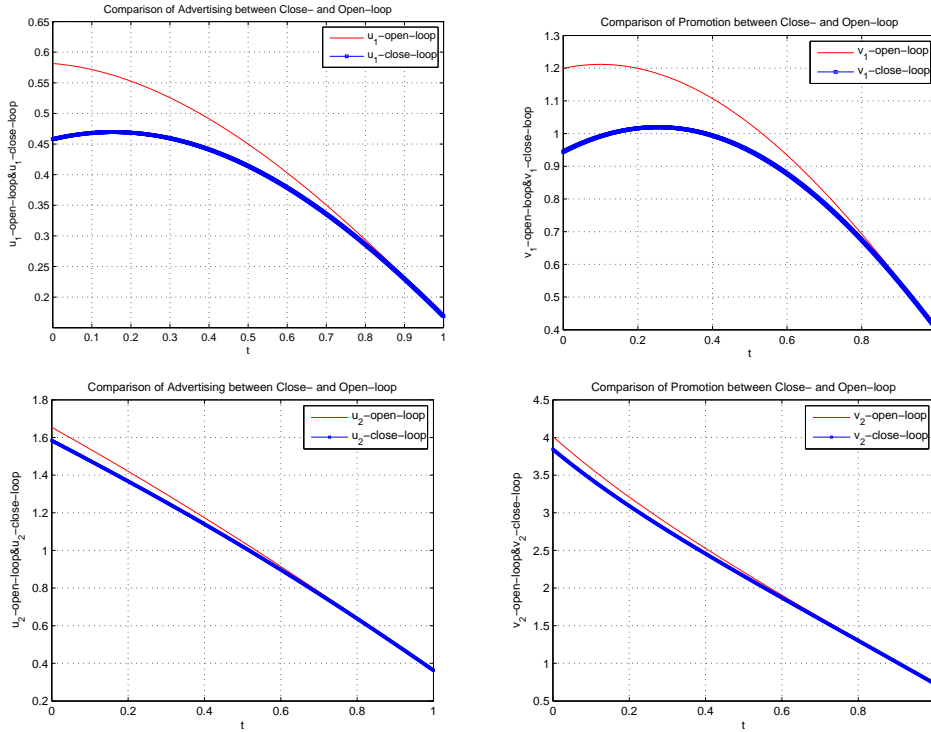 Comparison of Advertising between Close− and Open−loop
u1−open−loop
u1−close−loop
u1−open−loop&u1−close−loop
0.65
0.6
0.55
0.5
0.45
0.4
0.35
0.3
0.25
0.2
0 0.1 0.2 0.3 0.4 0.5 0.6 0.7 0.8 0.9 1
t
Comparison of Promotion between Close− and Open−loop
v1−open−loop
v1−close−loop
v1−open−loop&v1−close−loop
1.3
1.2
1.1
1
0.9
0.8
0.7
0.6
0.5
0.4
0 0.2 0.4 0.6 0.8
t
Comparison of Advertising between Close− and Open−loop
u2−open−loop
u2−close−loop
u2−open−loop&u2−close−loop
1.8
1.6
1.4
1.2
1
0.8
0.6
0.4
0.2
0 0.2 0.4 0.6 0.8 1
t
Comparison of Promotion between Close− and Open−loop
v2−open−loop
v2−close−loop
v2−open−loop&v2−close−loop
4.5
4
3.5
3
2.5
2
1.5
1
0.5
0 0.2 0.4 0.6 0.8
t